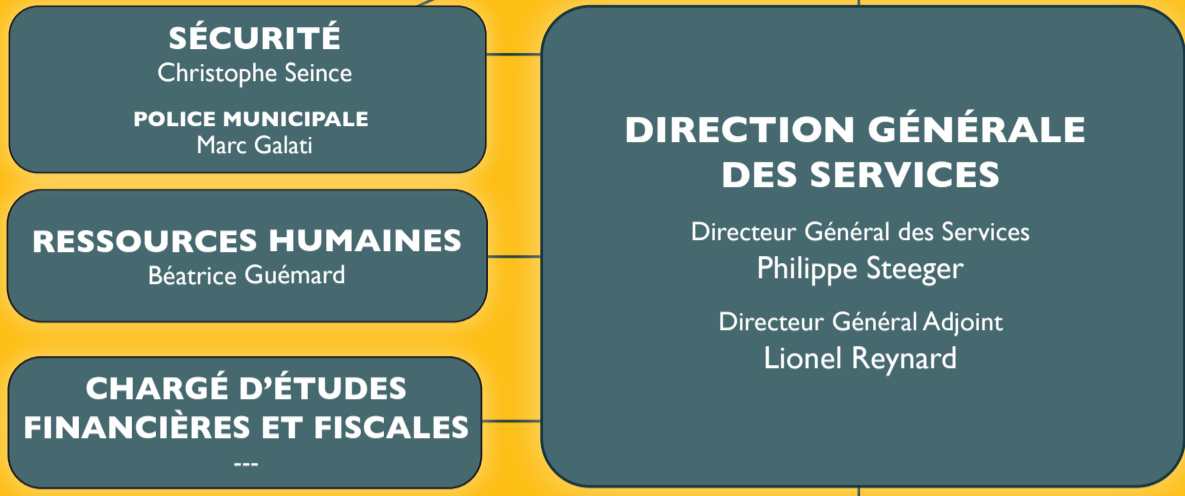 SÉCURITÉ
Christophe Seince
POLICE MUNICIPALE
Marc Galati
RESSOURCES HUMAINES
Béatrice Guémard
CHARGÉ D’ÉTUDES
FINANCIÈRES ET FISCALES
---
DIRECTION GÉNÉRALE
DES SERVICES
Directeur Général des Services
Philippe Steeger
Directeur Général Adjoint
Lionel Reynard